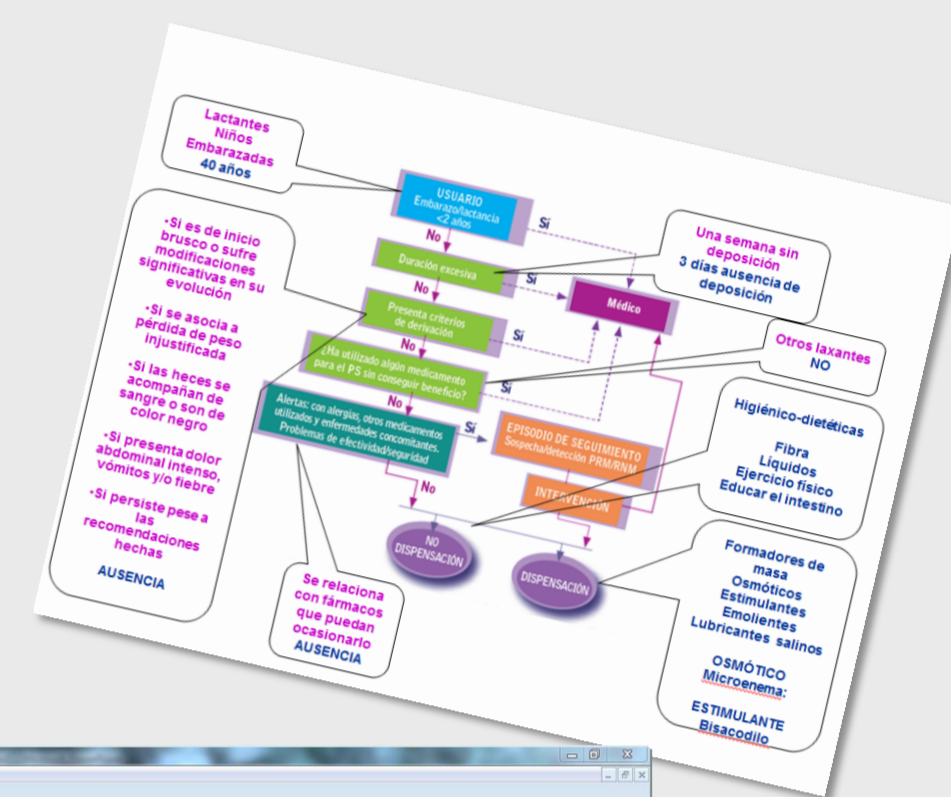 Lactantes
Niños
Embarazadas
40 años
USUARIO
Embarazo/lactancia
<2 años
Sí
No
Duración excesiva
Sí
No
Presenta criterios
de derivación
Sí
No
¿Ha utilizado algún medicamento
para el PS sin conseguir beneficio?
Sí
No
Alertas: con alergias, otros medicamentos
utilizados y enfermedades concomitantes.
Problemas de efectividad/seguridad
Sí
No
Médico
EPISODIO DE SEGUIMIENTO
Sospecha/detección PRM/RNM
INTERVENCIÓN
NO
DISPENSACIÓN
DISPENSACIÓN
•Si es de inicio
brusco o sufre
modificaciones
significativas en su
evolución
•Si se asocia a
pérdida de peso
injustificada
•Si las heces se
acompañan de
sangre o son de
color negro
•Si presenta dolor
abdominal intenso,
vómitos y/o fiebre
•Si persiste pese a
las
recomendaciones
hechas
AUSENCIA
Se relaciona
con fármacos
que puedan
ocasionarlo
AUSENCIA
Una semana sin
deposición
3 días ausencia de
deposición
Otros laxantes
NO
Higiénico-dietéticas
Fibra
Líquidos
Ejercicio físico
Educar el intestino
Formadores de
masa
Osmóticos
Estimulantes
Emolientes
Lubricantes salinos
OSMÓTICO
Microenema:
ESTIMULANTE
Bisacodilo